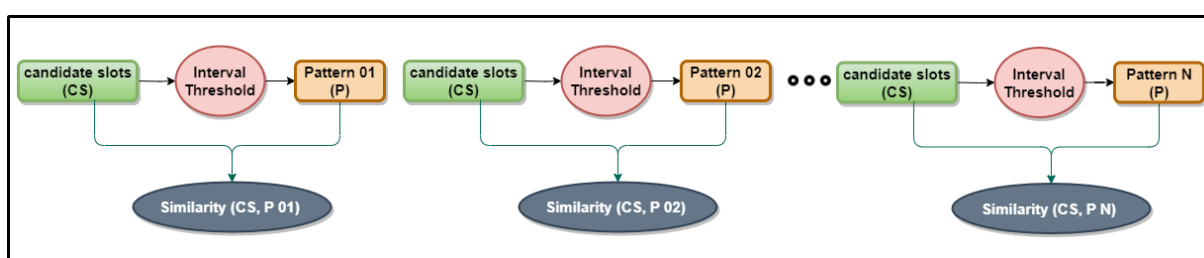 candidate slots
(CS)
Interval
Threshold
Pattern 01
(P)
Similarity (CS, P 01)
candidate slots
(CS)
Interval
Threshold
Pattern 02
(P)
Similarity (CS, P 02)
candidate slots
(CS)
Interval
Threshold
Pattern N
(P)
Similarity (CS, P N)